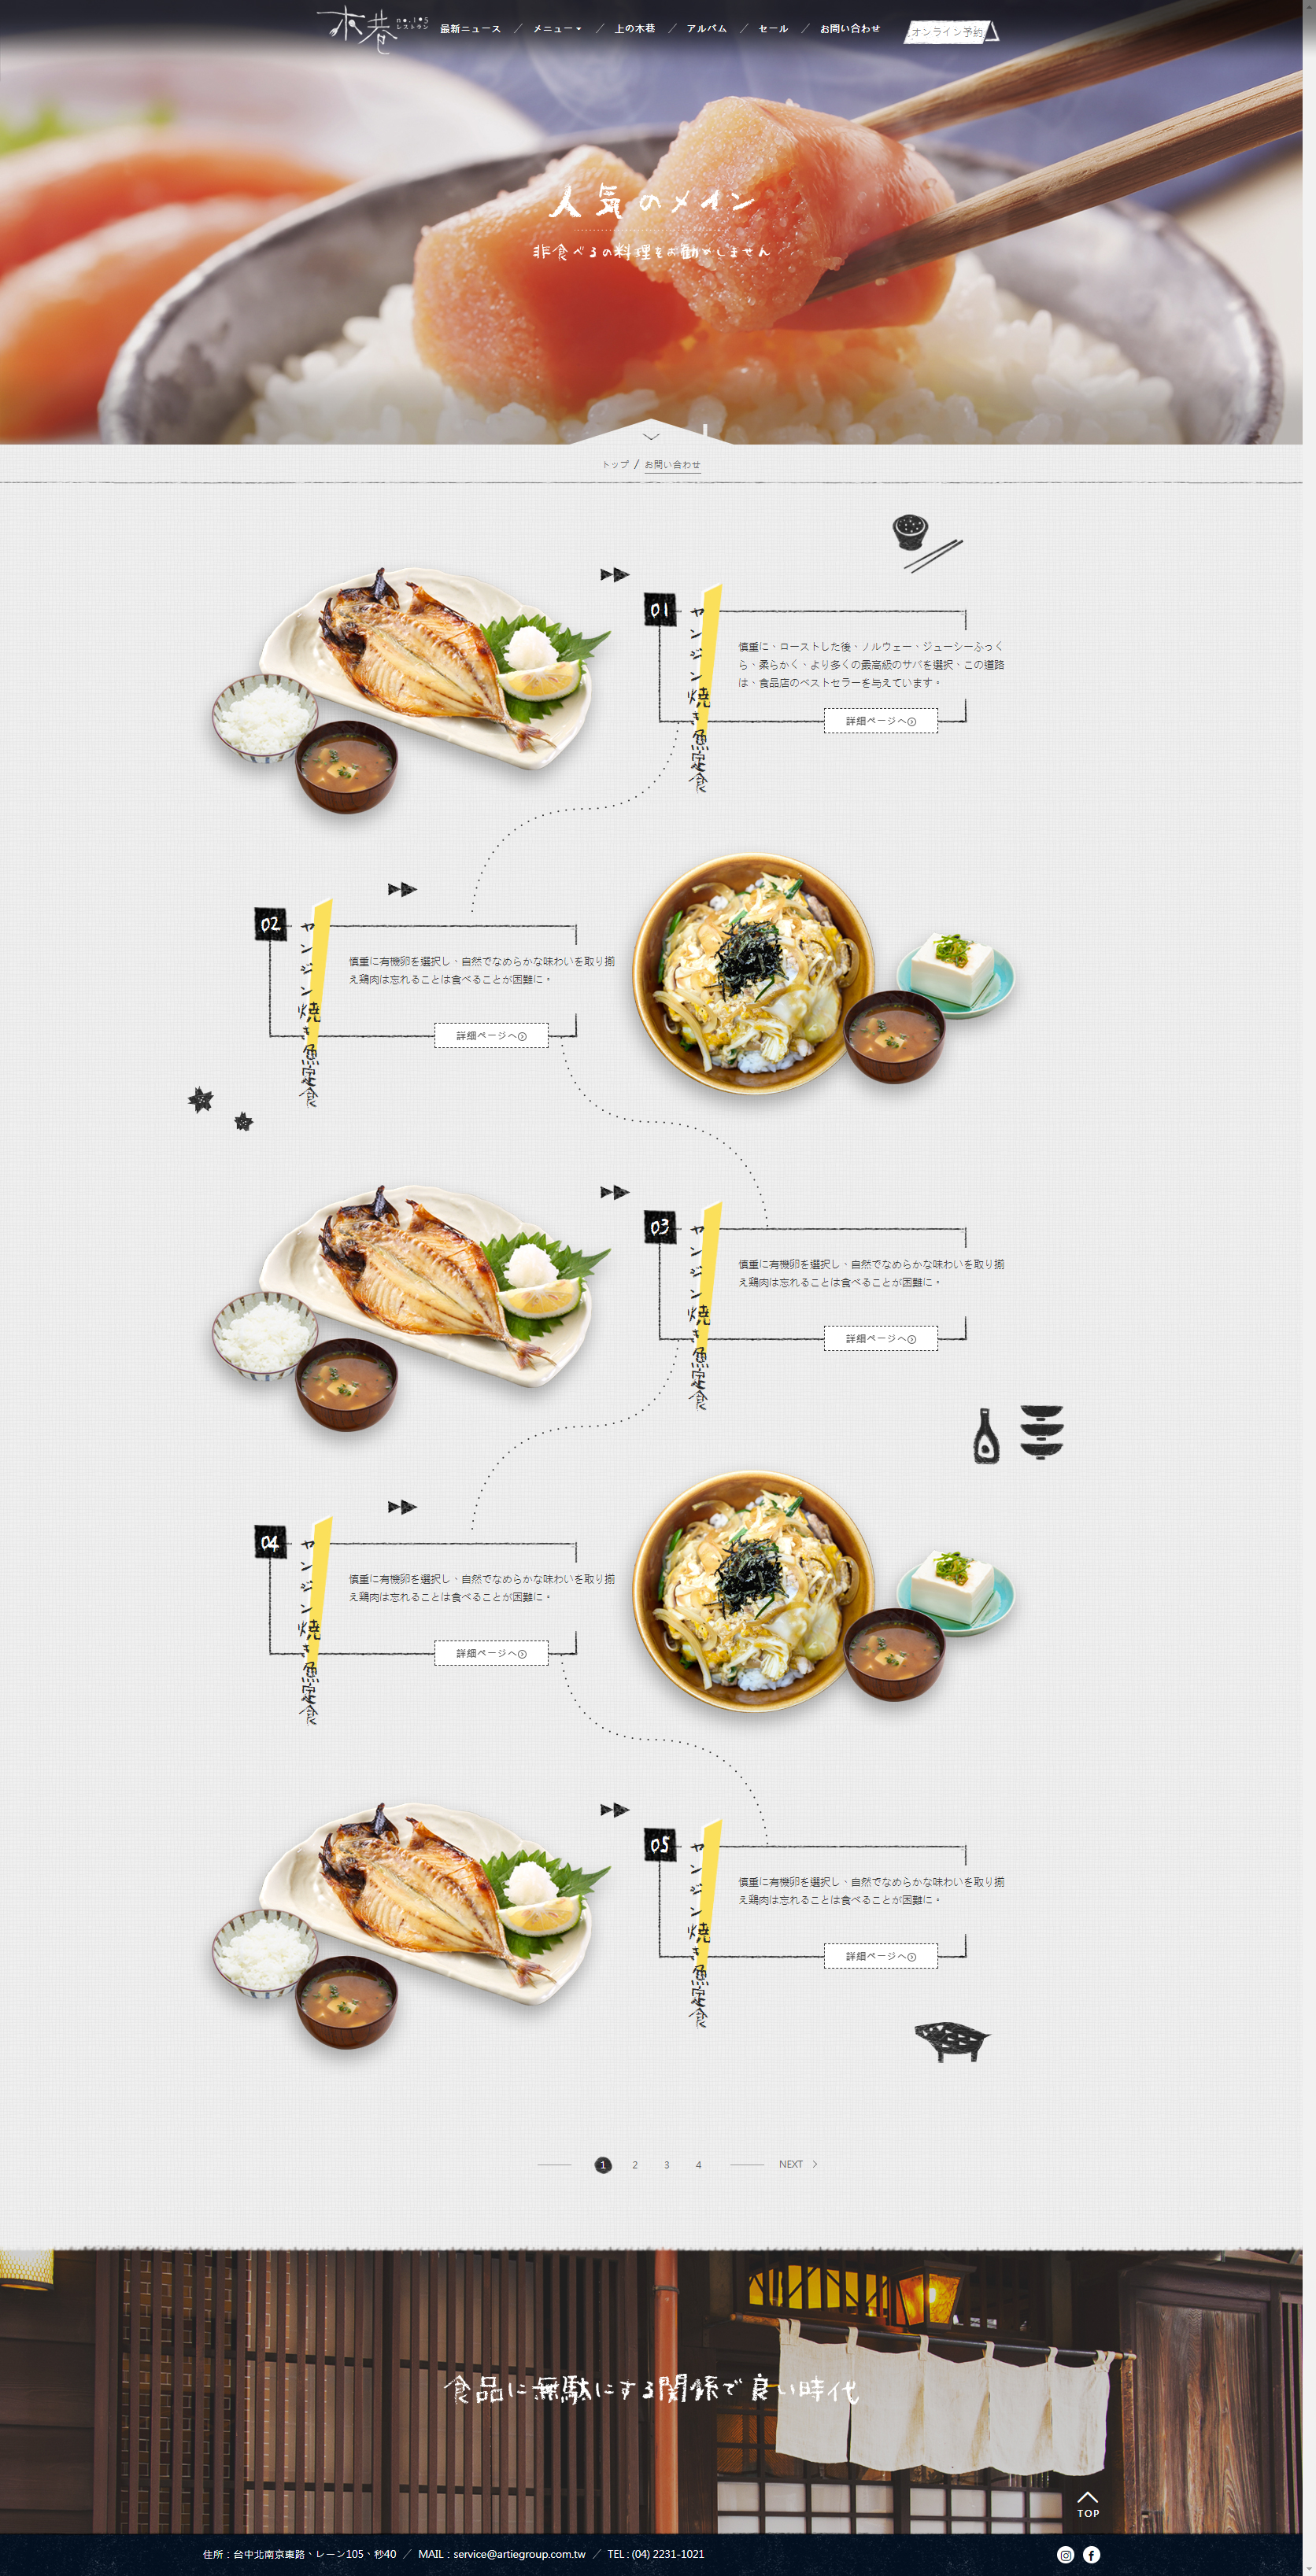 木巷
no.105
レストラン
最新ニュース ／ メニュー ／ 上の木巷 ／ アルバム ／ セール ／ お問い合わせ
オンライン予約
人気のメイン
非食べるの料理をお勧めしません
トップ / お問い合わせ
01
ヤンジン焼き魚定食
慎重に、ローストした後、ノルウェー、ジューシーふっく
ら、柔らかく、より多くの最高級のサバを選択、この道路
は、食品店のベストセラーを与えています。
詳細ページへ
02
ヤンジン焼き魚定食
慎重に有機卵を選択し、自然でなめらかな味わいを取り揃
え鶏肉は忘れることは食べることが困難に。
詳細ページへ
03
ヤンジン焼き魚定食
慎重に有機卵を選択し、自然でなめらかな味わいを取り揃
え鶏肉は忘れることは食べることが困難に。
詳細ページへ
04
ヤンジン焼き魚定食
慎重に有機卵を選択し、自然でなめらかな味わいを取り揃
え鶏肉は忘れることは食べることが困難に。
詳細ページへ
05
ヤンジン焼き魚定食
慎重に有機卵を選択し、自然でなめらかな味わいを取り揃
え鶏肉は忘れることは食べることが困難に。
詳細ページへ
1 2 3 4 NEXT
食品に無駄にする関係で良い時代
TOP
住所：台中北南京東路、レーン105、秒40 ／ MAIL：service@artiegroup.com.tw ／ TEL : (04) 2231-1021